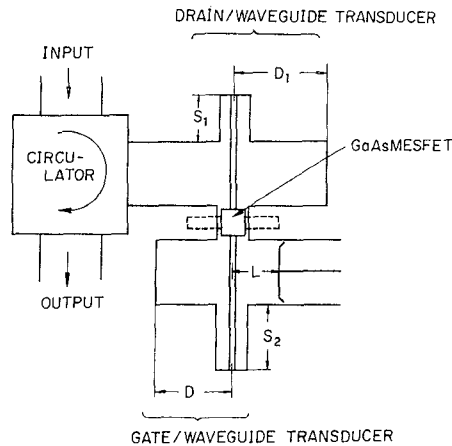 DRAIN/WAVEGUIDE TRANSDUCER
INPUT
D1
S1
GaAsMESFET
CIRCU-
LATOR
L
OUTPUT
S2
D
GATE/WAVEGUIDE TRANSDUCER